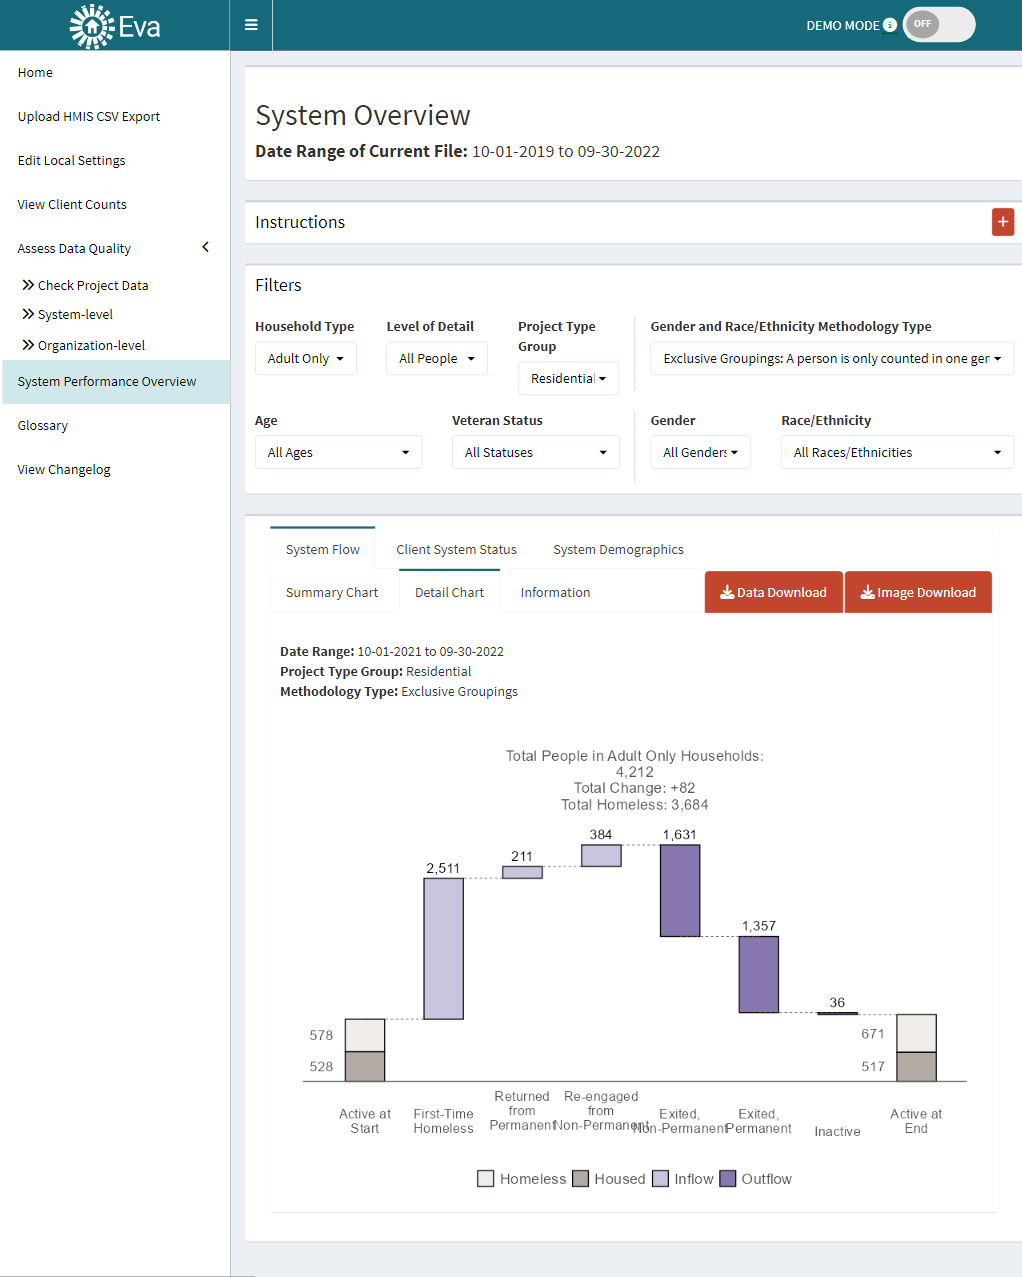 Eva
DEMO MODE
OFF
Home
Upload HMIS CSV Export
Edit Local Settings
View Client Counts
Assess Data Quality
Check Project Data
System-level
Organization-level
System Performance Overview
Glossary
View Changelog
System Overview
Date Range of Current File: 10-01-2019 to 09-30-2022
Instructions
+
Filters
Household Type
Adult Only
Level of Detail
All People
Project Type
Group
Residential
Gender and Race/Ethnicity Methodology Type
Exclusive Groupings: A person is only counted in one ger
Age
All Ages
Veteran Status
All Statuses
Gender
All Genders
Race/Ethnicity
All Races/Ethnicities
System Flow Client System Status System Demographics
Summary Chart Detail Chart Information
Data Download Image Download
Date Range: 10-01-2021 to 09-30-2022
Project Type Group: Residential
Methodology Type: Exclusive Groupings
Total People in Adult Only Households:
4,212
Total Change: +82
Total Homeless: 3,684
578
528
2,511
211
384
1,631
1,357
36
671
517
Active at
Start
First-Time
Homeless
Returned
from
Permanent
Re-engaged
from
Non-Permanent
Exited,
Non-Permanent
Exited,
Permanent
Inactive
Active at
End
Homeless Housed Inflow Outflow